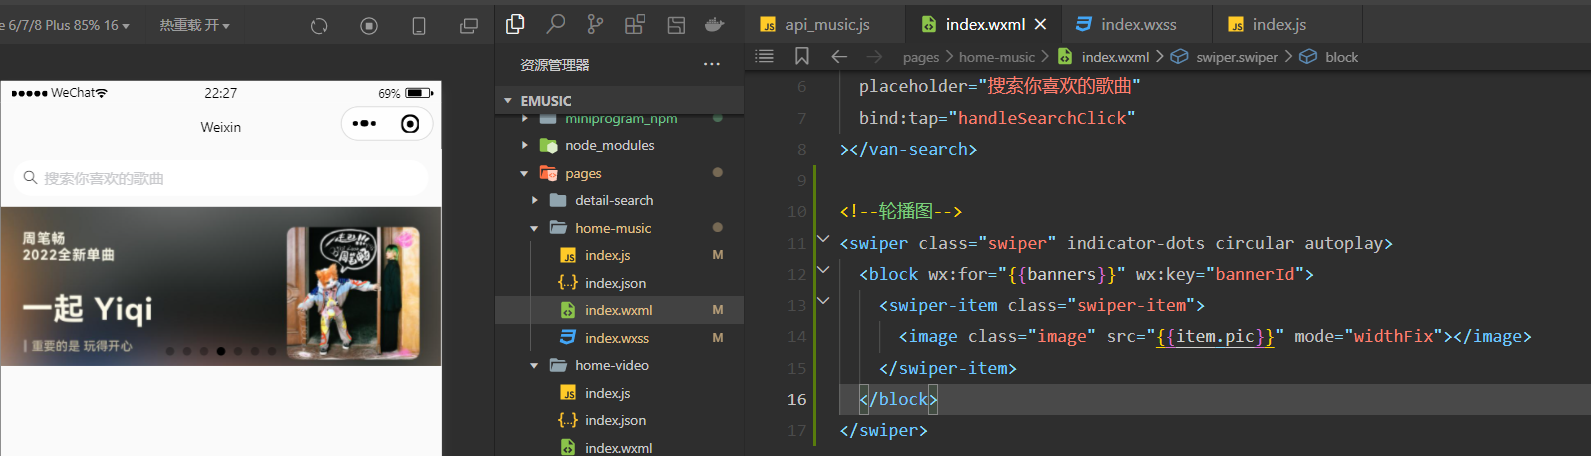 e 6/7/8 Plus 85% 16
热重载 开
WeChat
22:27
69%
Weixin
搜索你喜欢的歌曲
周笔畅
2022全新单曲
一起 Yiqi
重要的是 玩得开心
资源管理器
EMUSIC
miniprogram_npm
node_modules
pages
detail-search
home-music
index.js M
index.json
index.wxml M
index.wxss M
home-video
index.js
index.json
index.wxml
api_music.js
index.wxml
index.wxss
index.js
pages > home-music > index.wxml > swiper.swiper > block
6 placeholder="搜索你喜欢的歌曲"
7 bind:tap="handleSearchClick"
8 ></van-search>
9
10 <!--轮播图-->
11 <swiper class="swiper" indicator-dots circular autoplay>
12 <block wx:for="{{banners}}" wx:key="bannerId">
13 <swiper-item class="swiper-item">
14 <image class="image" src="{{item.pic}}" mode="widthFix"></image>
15 </swiper-item>
16 </block>
17 </swiper>